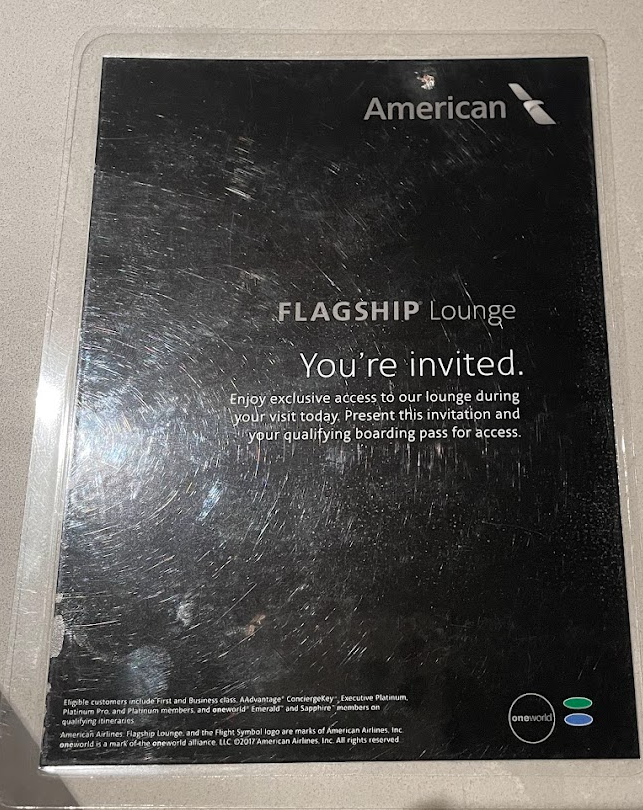 American
FLAGSHIP® Lounge
You're invited.
Enjoy exclusive access to our lounge during
your visit today. Present this invitation and
your qualifying boarding pass for access.
Eligible customers include First and Business class, AAdvantage® ConciergeKey℠, Executive Platinum,
Platinum Pro, and Platinum members, and oneworld® Emerald℠ and Sapphire℠ members on
qualifying itineraries.
American Airlines, Flagship Lounge, and the Flight Symbol logo are marks of American Airlines, Inc.
oneworld is a mark of the oneworld alliance, LLC ©2017 American Airlines, Inc. All rights reserved.
oneworld